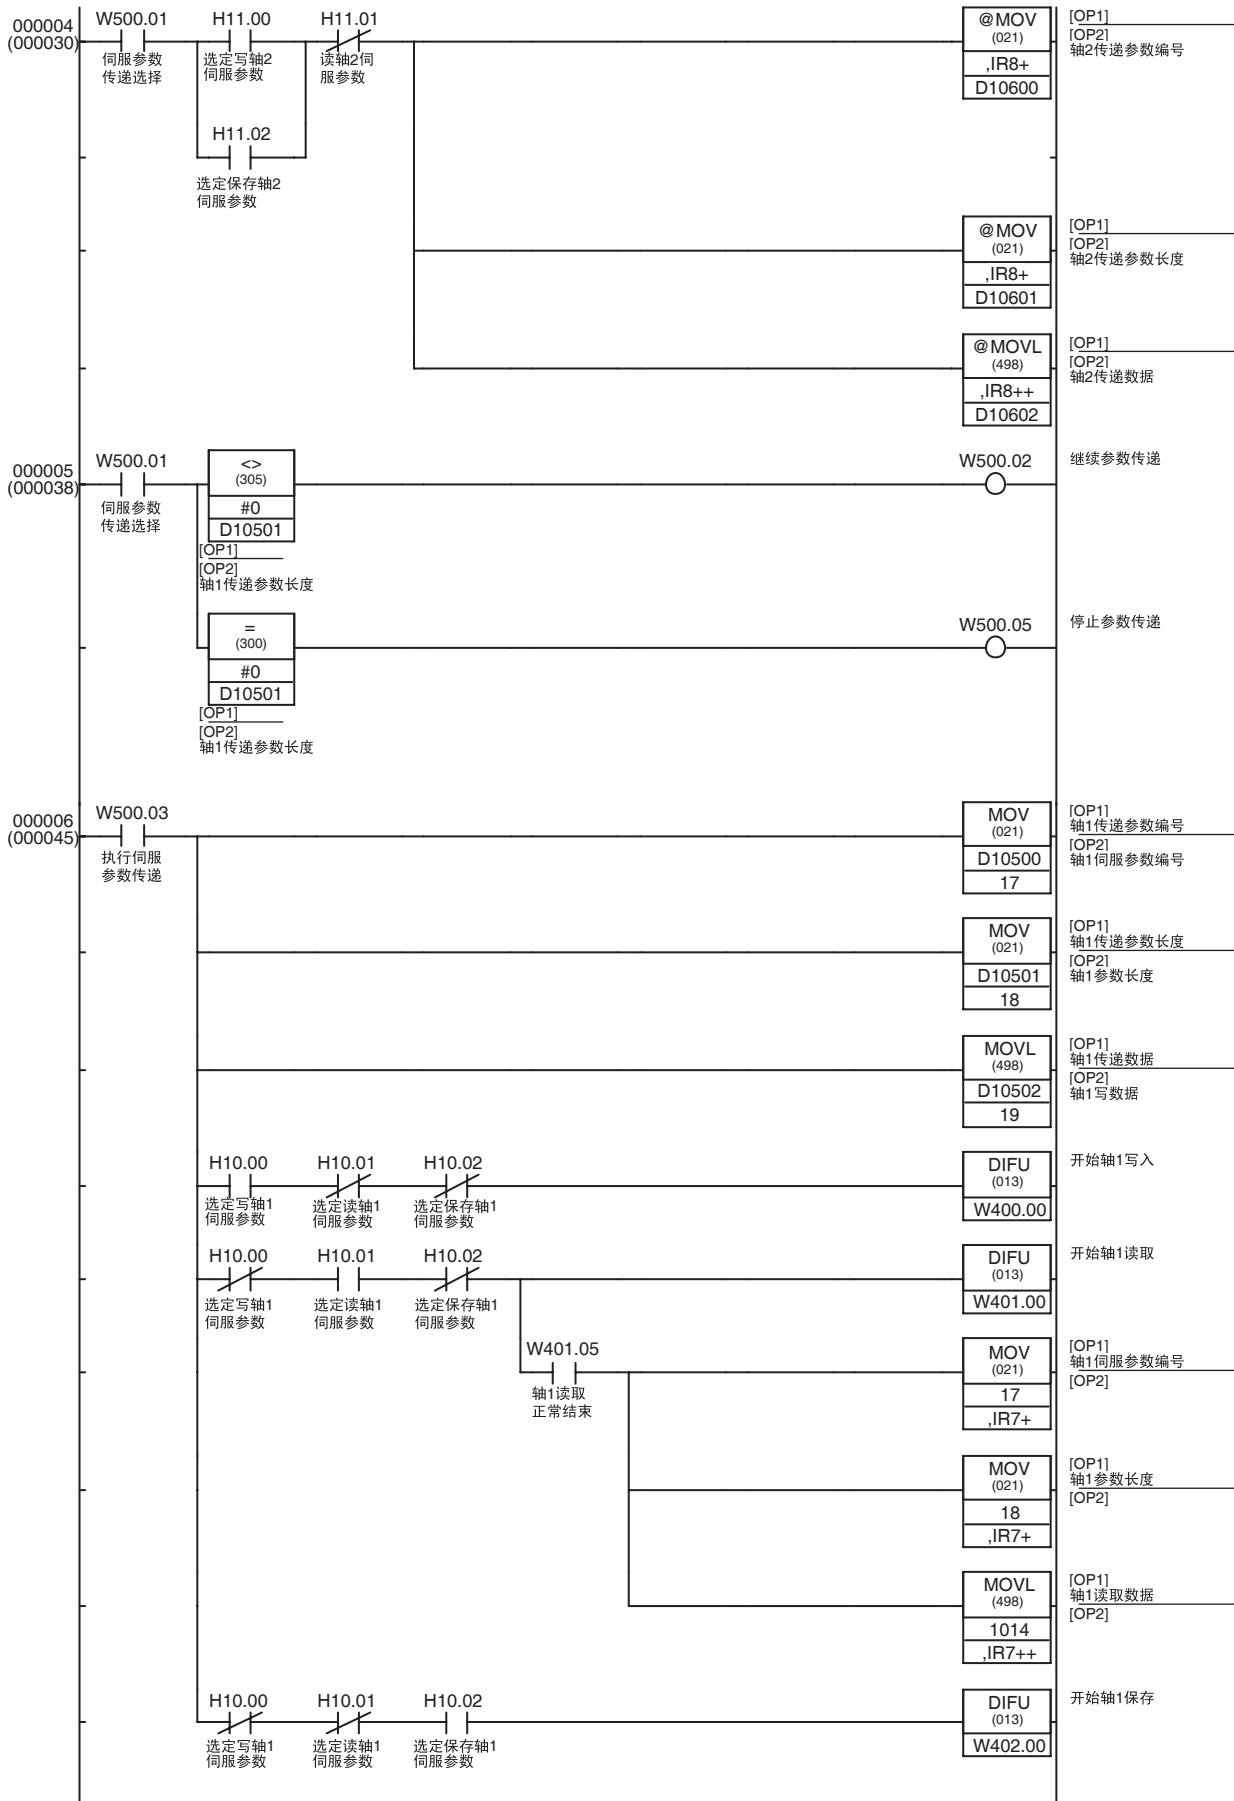 000004
(000030)
W500.01
伺服参数
传递选择
H11.00
选定写轴2
伺服参数
H11.01
读轴2伺
服参数
@MOV
(021)
,IR8+
D10600
[OP1]
[OP2]
轴2传递参数编号
H11.02
选定保存轴2
伺服参数
@MOV
(021)
,IR8+
D10601
[OP1]
[OP2]
轴2传递参数长度
@MOVL
(498)
,IR8++
D10602
[OP1]
[OP2]
轴2传递数据
000005
(000038)
W500.01
伺服参数
传递选择
<>
(305)
#0
D10501
[OP1]
[OP2]
轴1传递参数长度
W500.02
继续参数传递
=
(300)
#0
D10501
[OP1]
[OP2]
轴1传递参数长度
W500.05
停止参数传递
000006
(000045)
W500.03
执行伺服
参数传递
MOV
(021)
D10500
17
[OP1]
轴1传递参数编号
[OP2]
轴1伺服参数编号
MOV
(021)
D10501
18
[OP1]
轴1传递参数长度
[OP2]
轴1参数长度
MOVL
(498)
D10502
19
[OP1]
轴1传递数据
[OP2]
轴1写数据
H10.00
选定写轴1
伺服参数
H10.01
选定读轴1
伺服参数
H10.02
选定保存轴1
伺服参数
DIFU
(013)
W400.00
开始轴1写入
H10.00
选定写轴1
伺服参数
H10.01
选定读轴1
伺服参数
H10.02
选定保存轴1
伺服参数
DIFU
(013)
W401.00
开始轴1读取
W401.05
轴1读取
正常结束
MOV
(021)
17
,IR7+
[OP1]
轴1伺服参数编号
[OP2]
MOV
(021)
18
,IR7+
[OP1]
轴1参数长度
[OP2]
MOVL
(498)
1014
,IR7++
[OP1]
轴1读取数据
[OP2]
H10.00
选定写轴1
伺服参数
H10.01
选定读轴1
伺服参数
H10.02
选定保存轴1
伺服参数
DIFU
(013)
W402.00
开始轴1保存